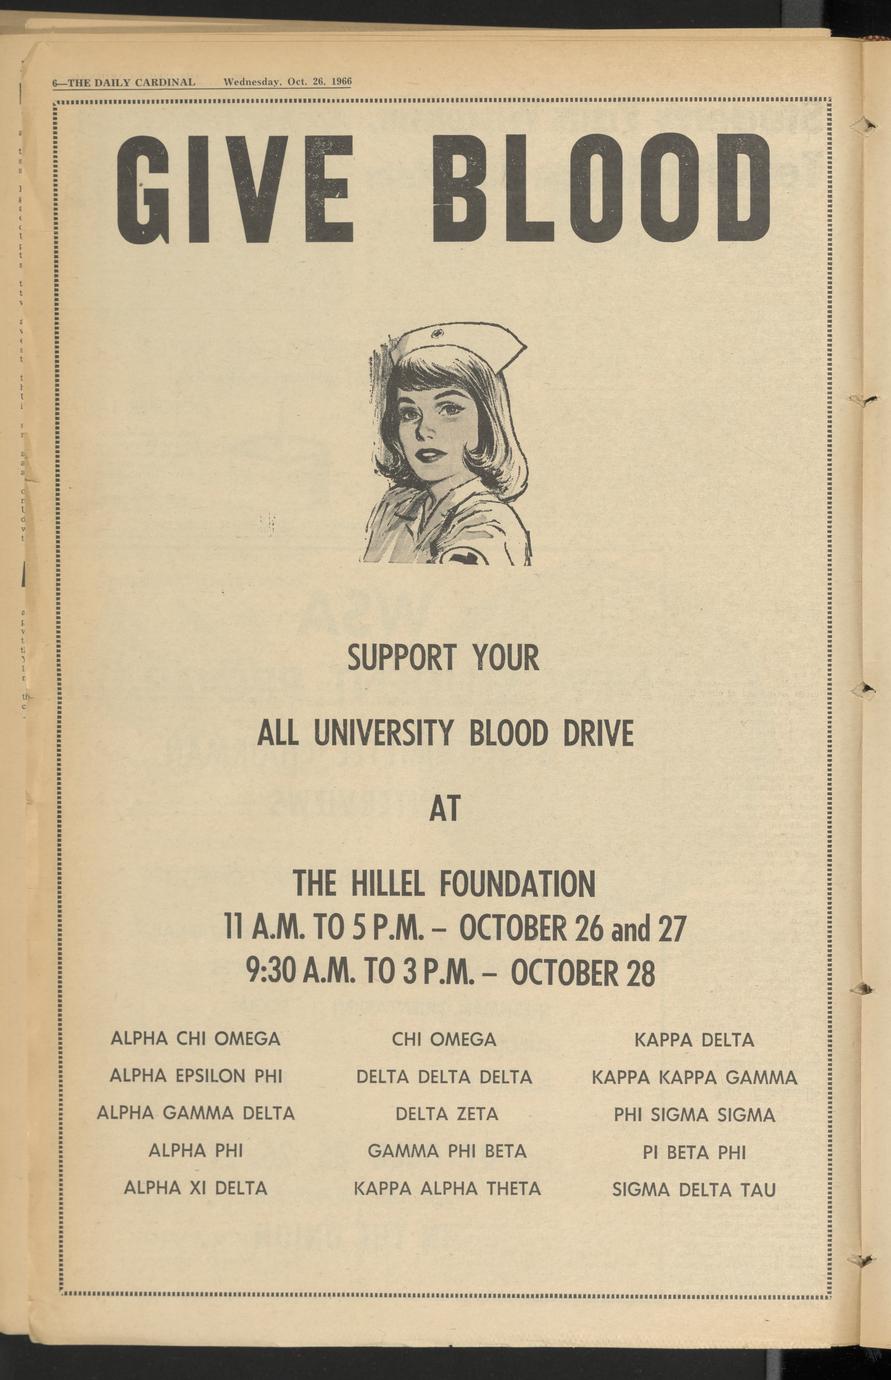 6—THE DAILY CARDINAL Wednesday, Oct. 26, 1966
GIVE BLOOD
SUPPORT YOUR
ALL UNIVERSITY BLOOD DRIVE
AT
THE HILLEL FOUNDATION
11 A.M. TO 5 P.M. – OCTOBER 26 and 27
9:30 A.M. TO 3 P.M. – OCTOBER 28
ALPHA CHI OMEGA
ALPHA EPSILON PHI
ALPHA GAMMA DELTA
ALPHA PHI
ALPHA XI DELTA
CHI OMEGA
DELTA DELTA DELTA
DELTA ZETA
GAMMA PHI BETA
KAPPA ALPHA THETA
KAPPA DELTA
KAPPA KAPPA GAMMA
PHI SIGMA SIGMA
PI BETA PHI
SIGMA DELTA TAU